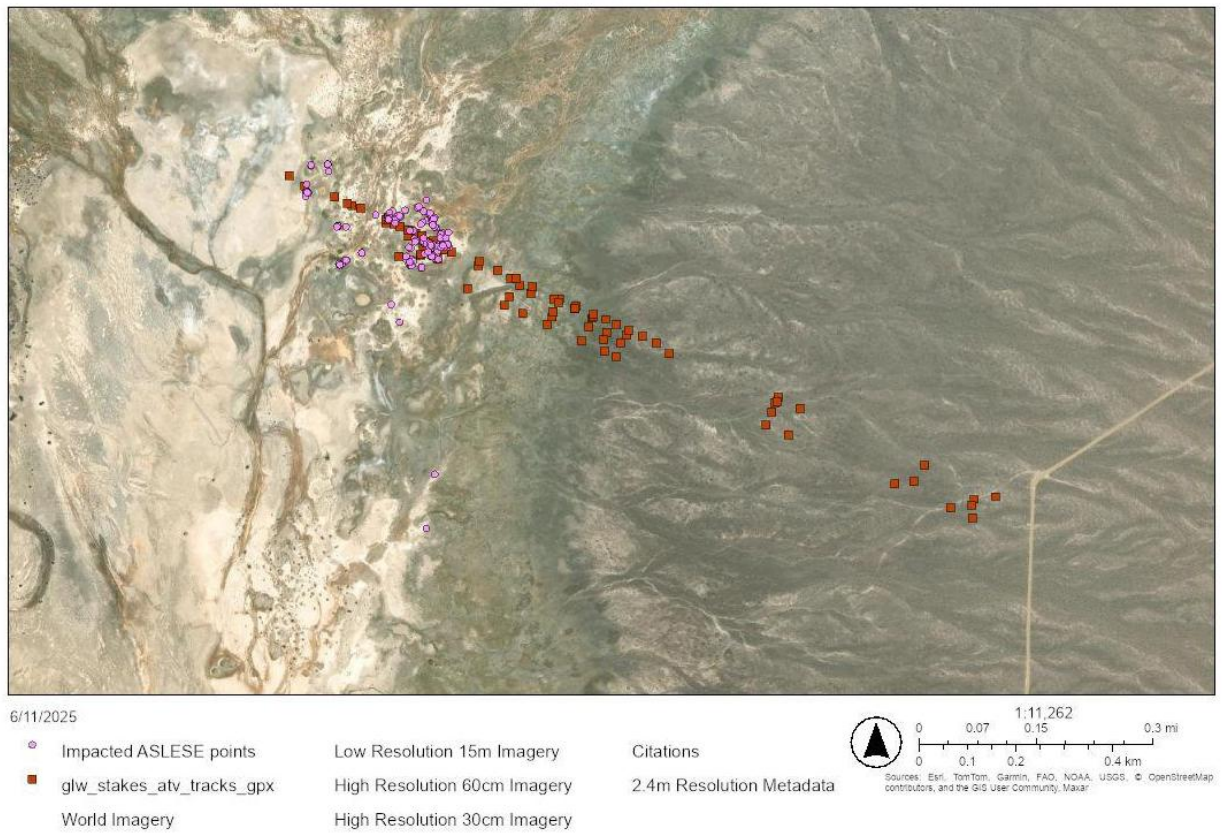 6/11/2025
Impacted ASLESE points
glw_stakes_atv_tracks_gpx
World Imagery
Low Resolution 15m Imagery
High Resolution 60cm Imagery
High Resolution 30cm Imagery
Citations
2.4m Resolution Metadata
1:11,262
0 0.07 0.15 0.3 mi
0 0.1 0.2 0.4 km
Sources: Esri, TomTom, Garmin, FAO, NOAA, USGS, © OpenStreetMap
contributors, and the GIS User Community, Maxar